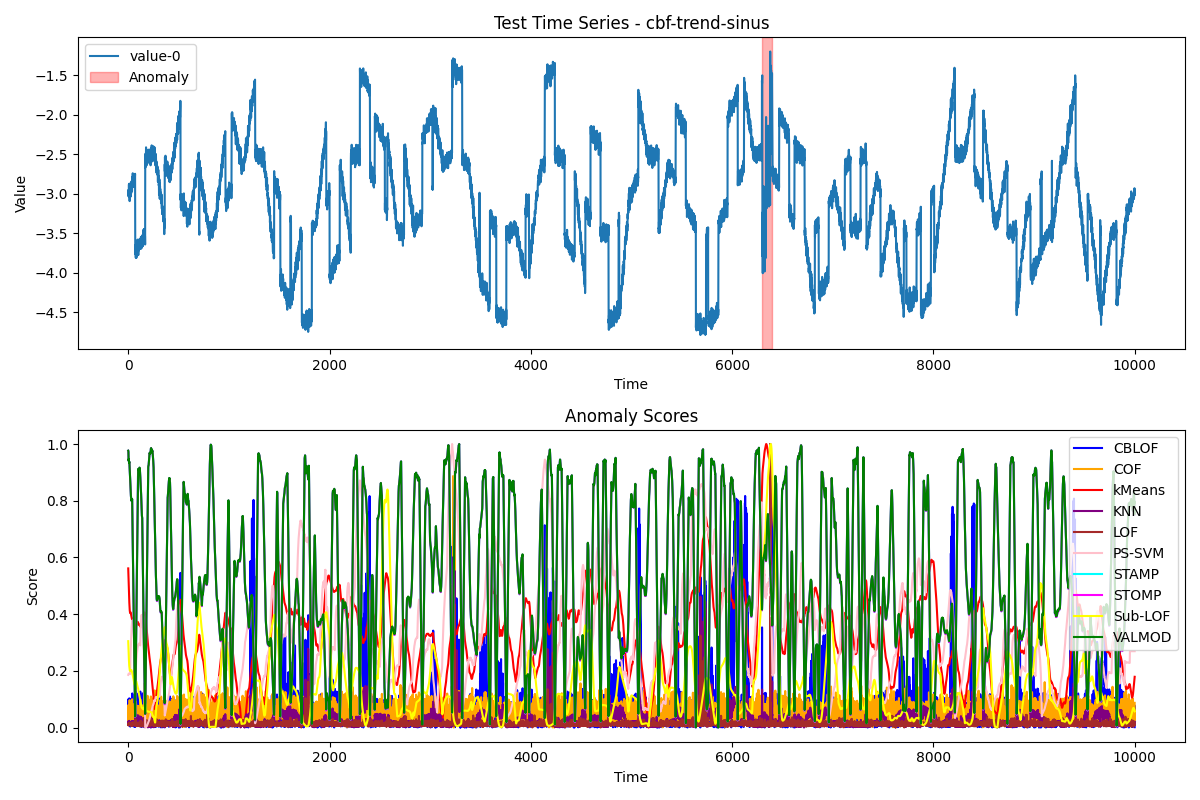 Test Time Series - cbf-trend-sinus
value-0
Anomaly
Value
−1.5
−2.0
−2.5
−3.0
−3.5
−4.0
−4.5
0 2000 4000 6000 8000 10000
Time
Anomaly Scores
Score
1.0
0.8
0.6
0.4
0.2
0.0
CBLOF
COF
kMeans
KNN
LOF
PS-SVM
STAMP
STOMP
Sub-LOF
VALMOD
0 2000 4000 6000 8000 10000
Time